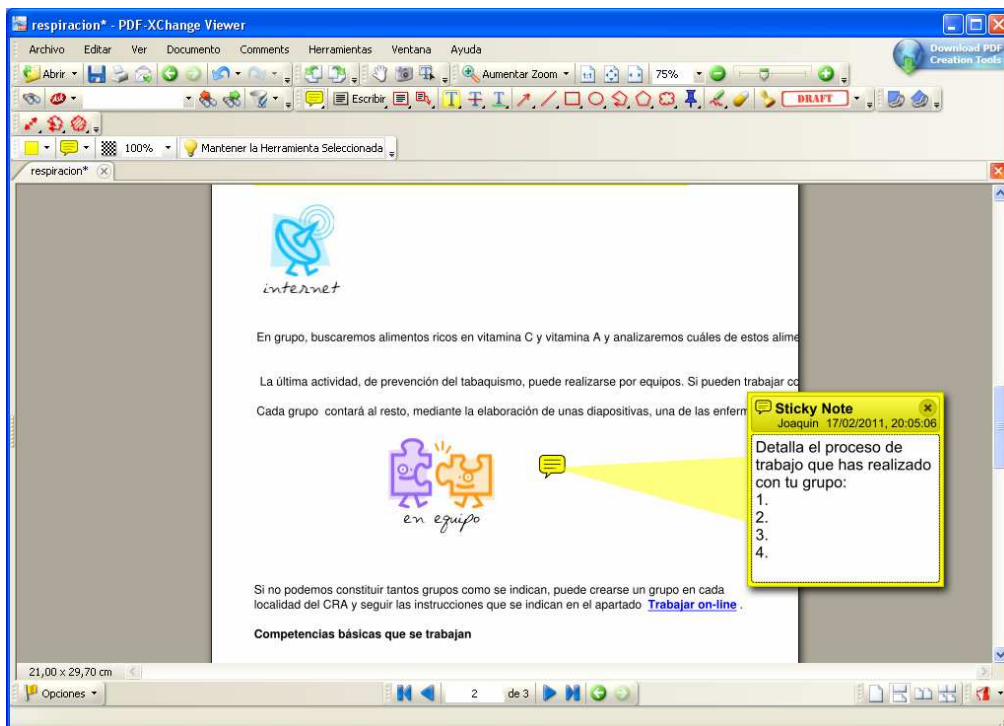 respiracion* - PDF-XChange Viewer
Archivo Editar Ver Documento Comments Herramientas Ventana Ayuda
Download PDF
Creation Tools
Abrir Aumentar Zoom 75%
Escribir DRAFT
100% Mantener la Herramienta Seleccionada
respiracion*
internet
En grupo, buscaremos alimentos ricos en vitamina C y vitamina A y analizaremos cuáles de estos alime
La última actividad, de prevención del tabaquismo, puede realizarse por equipos. Si pueden trabajar co
Cada grupo contará al resto, mediante la elaboración de unas diapositivas, una de las enferm
Sticky Note
Joaquin 17/02/2011, 20:05:06
Detalla el proceso de
trabajo que has realizado
con tu grupo:
1.
2.
3.
4.
en equipo
Si no podemos constituir tantos grupos como se indican, puede crearse un grupo en cada
localidad del CRA y seguir las instrucciones que se indican en el apartado Trabajar on-line .
Competencias básicas que se trabajan
21,00 x 29,70 cm
Opciones 2 de 3